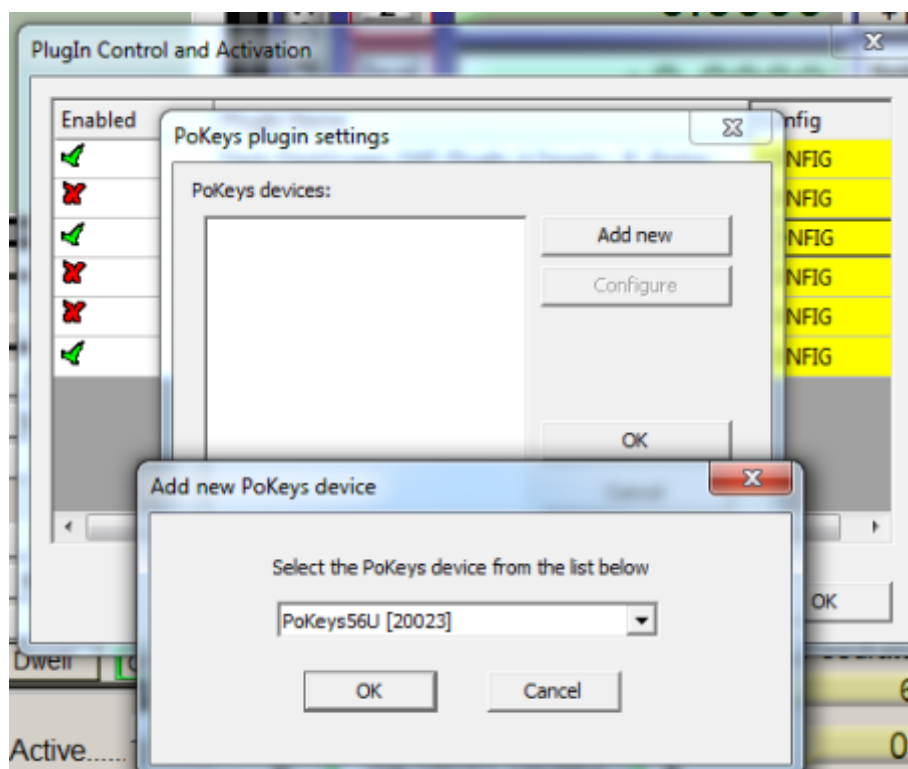 PlugIn Control and Activation
Enabled
nfig
PoKeys plugin settings
NFIG
PoKeys devices:
NFIG
Add new
NFIG
Configure
NFIG
NFIG
NFIG
OK
Add new PoKeys device
Select the PoKeys device from the list below
PoKeys56U [20023]
OK
OK
Cancel
Dwell
Active......
6
0